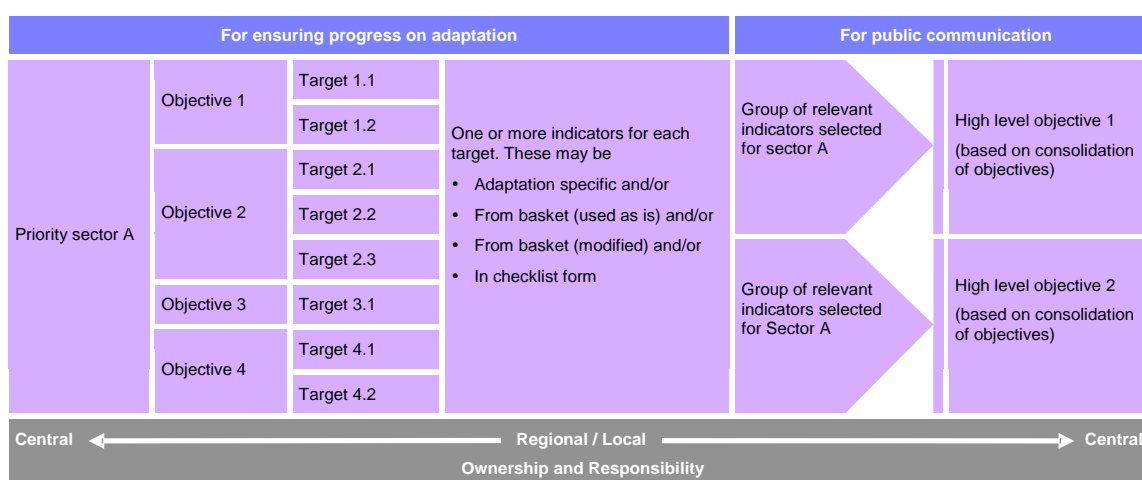 For ensuring progress on adaptation
For public communication
Priority sector A
Objective 1
Objective 2
Objective 3
Objective 4
Target 1.1
Target 1.2
Target 2.1
Target 2.2
Target 2.3
Target 3.1
Target 4.1
Target 4.2
One or more indicators for each
target. These may be
• Adaptation specific and/or
• From basket (used as is) and/or
• From basket (modified) and/or
• In checklist form
Group of relevant
indicators selected
for sector A
High level objective 1
(based on consolidation
of objectives)
Group of relevant
indicators selected
for Sector A
High level objective 2
(based on consolidation
of objectives)
Central
Regional / Local
Central
Ownership and Responsibility